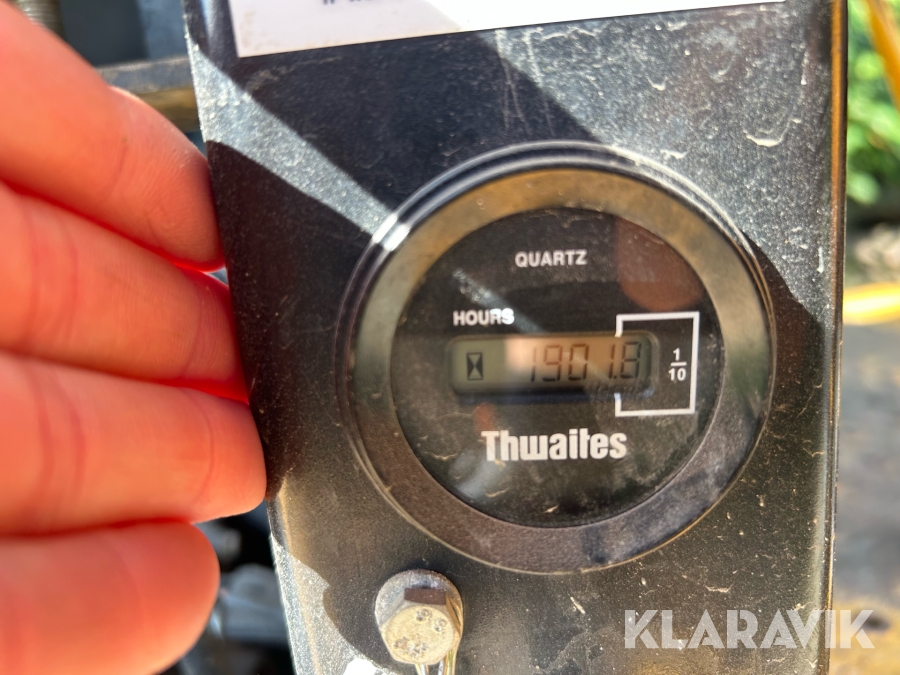 QUARTZ
HOURS
1901.8
1
10
Thwaites
KLARAVIK